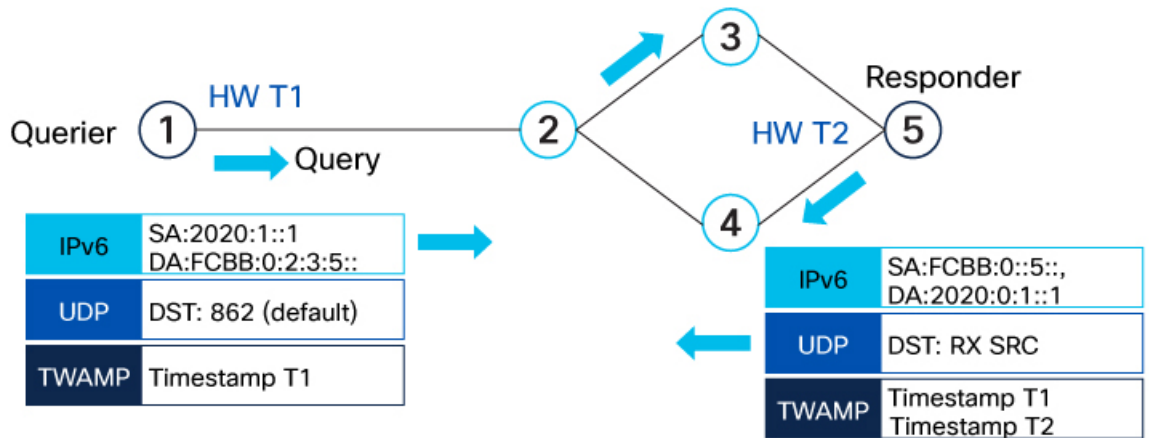 3
HW T1
Responder
Querier
1
2
HW T2
5
Query
4
IPv6
SA:2020:1::1
DA:FCBB:0:2:3:5::
UDP
DST: 862 (default)
TWAMP
Timestamp T1
IPv6
SA:FCBB:0::5::,
DA:2020:0:1::1
UDP
DST: RX SRC
TWAMP
Timestamp T1
Timestamp T2